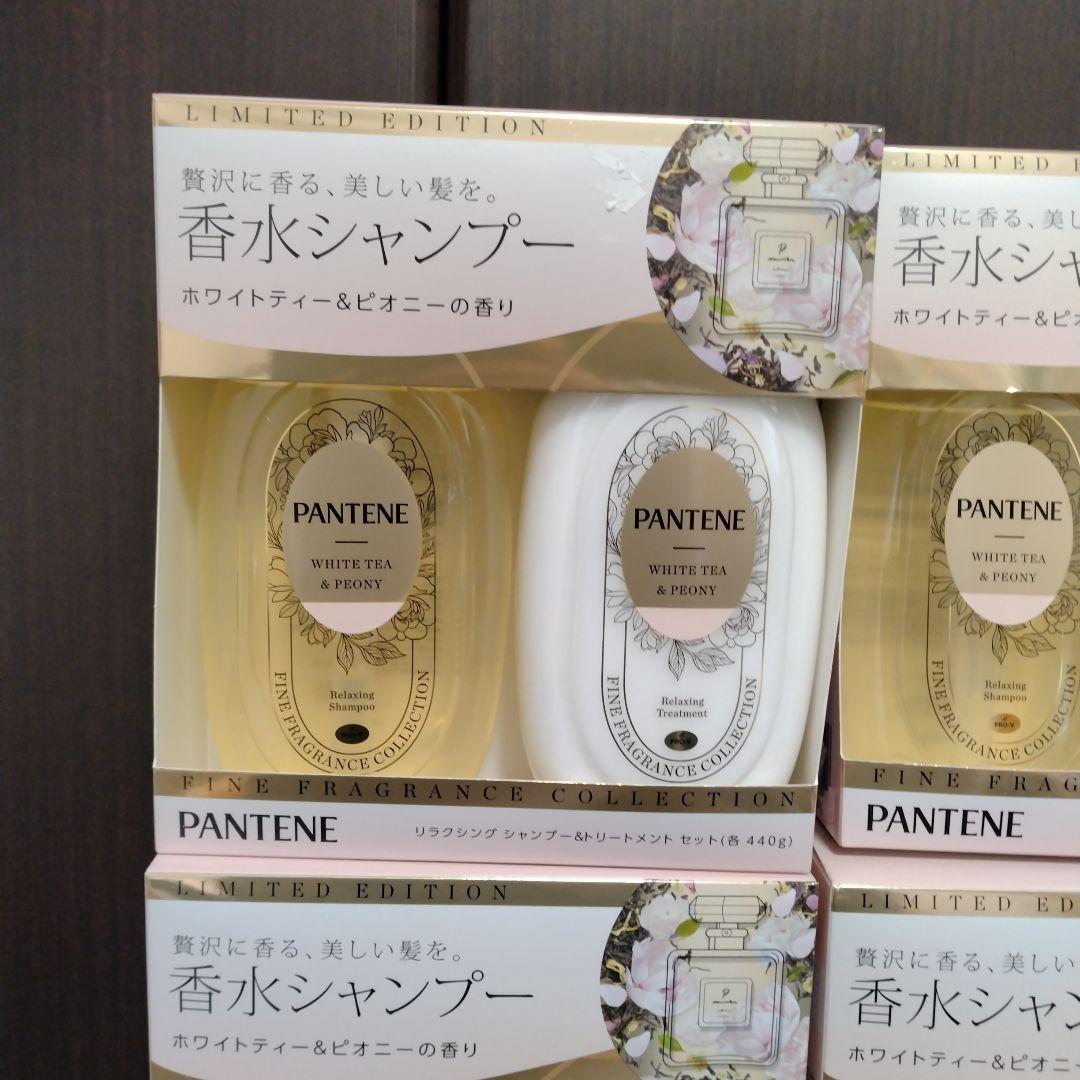 LIMITED EDITION
贅沢に香る、美しい髪を。
香水シャンプー
ホワイトティー&ピオニーの香り
PANTENE
WHITE TEA
& PEONY
Relaxing
Shampoo
PRO-V
FINE FRAGRANCE COLLECTION
PANTENE
WHITE TEA
& PEONY
Relaxing
Treatment
PRO-V
FINE FRAGRANCE COLLECTION
FINE FRAGRANCE COLLECTION
PANTENE
リラクシング シャンプー&トリートメント セット(各 440g)
LIMITED
贅沢に香る、美し
香水シャ
ホワイトティー&ピ
PANTENE
WHITE TEA
& PEONY
Relaxing
Shampoo
PRO-V
FINE FRAGRANCE COLLECTION
FINE FRAG
PANTENE
LIMITED EDITION
贅沢に香る、美しい髪を。
香水シャンプー
ホワイトティー&ピオニーの香り
LIMITED ED
贅沢に香る、美しい
香水シャン
ホワイトティー&ピオニ